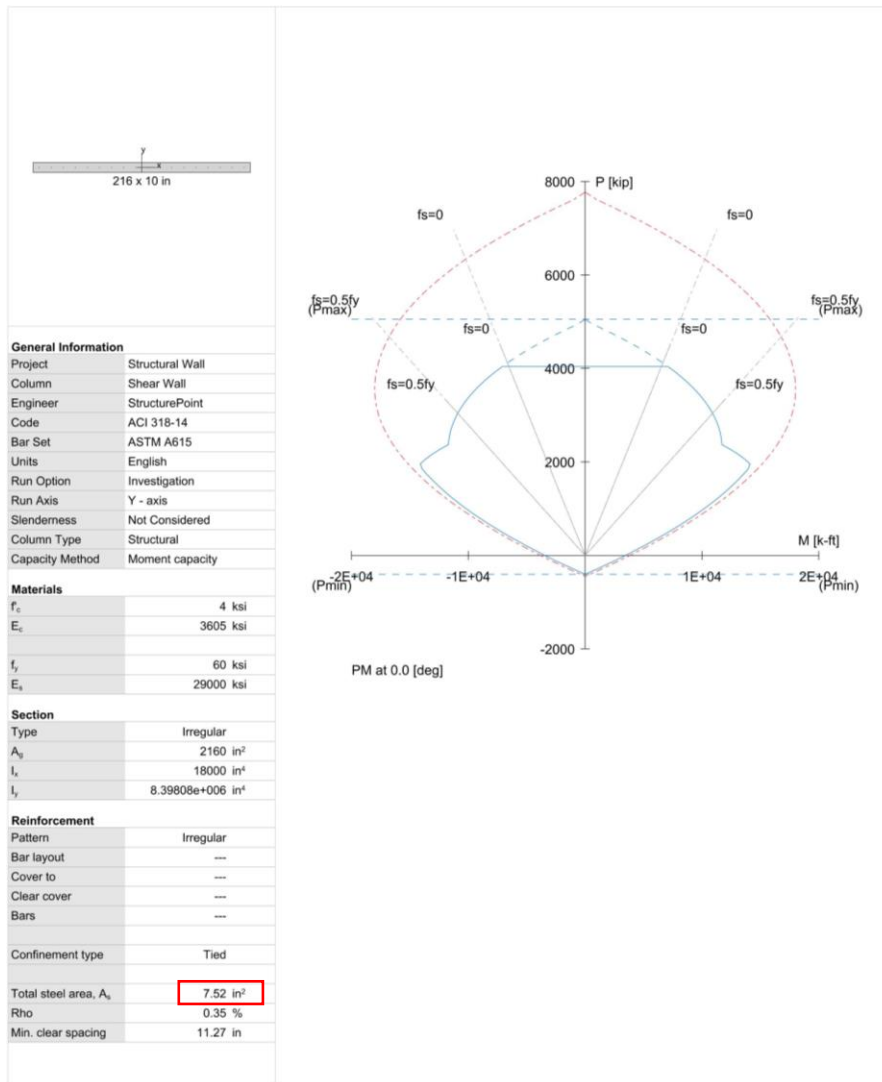 y
x
216 x 10 in
General Information
Project Structural Wall
Column Shear Wall
Engineer StructurePoint
Code ACI 318-14
Bar Set ASTM A615
Units English
Run Option Investigation
Run Axis Y - axis
Slenderness Not Considered
Column Type Structural
Capacity Method Moment capacity
Materials
f'c 4 ksi
Ec 3605 ksi
fy 60 ksi
Es 29000 ksi
Section
Type Irregular
Ag 2160 in²
Ix 18000 in⁴
Iy 8.39808e+006 in⁴
Reinforcement
Pattern Irregular
Bar layout ---
Cover to ---
Clear cover ---
Bars ---
Confinement type Tied
Total steel area, As 7.52 in²
Rho 0.35 %
Min. clear spacing 11.27 in
8000 P [kip]
fs=0 fs=0
6000
fs=0.5fy fs=0.5fy
(Pmax) (Pmax)
fs=0 fs=0
4000
fs=0.5fy fs=0.5fy
2000
M [k-ft]
-2E+04 -1E+04 1E+04 2E+04
(Pmin) (Pmin)
-2000
PM at 0.0 [deg]